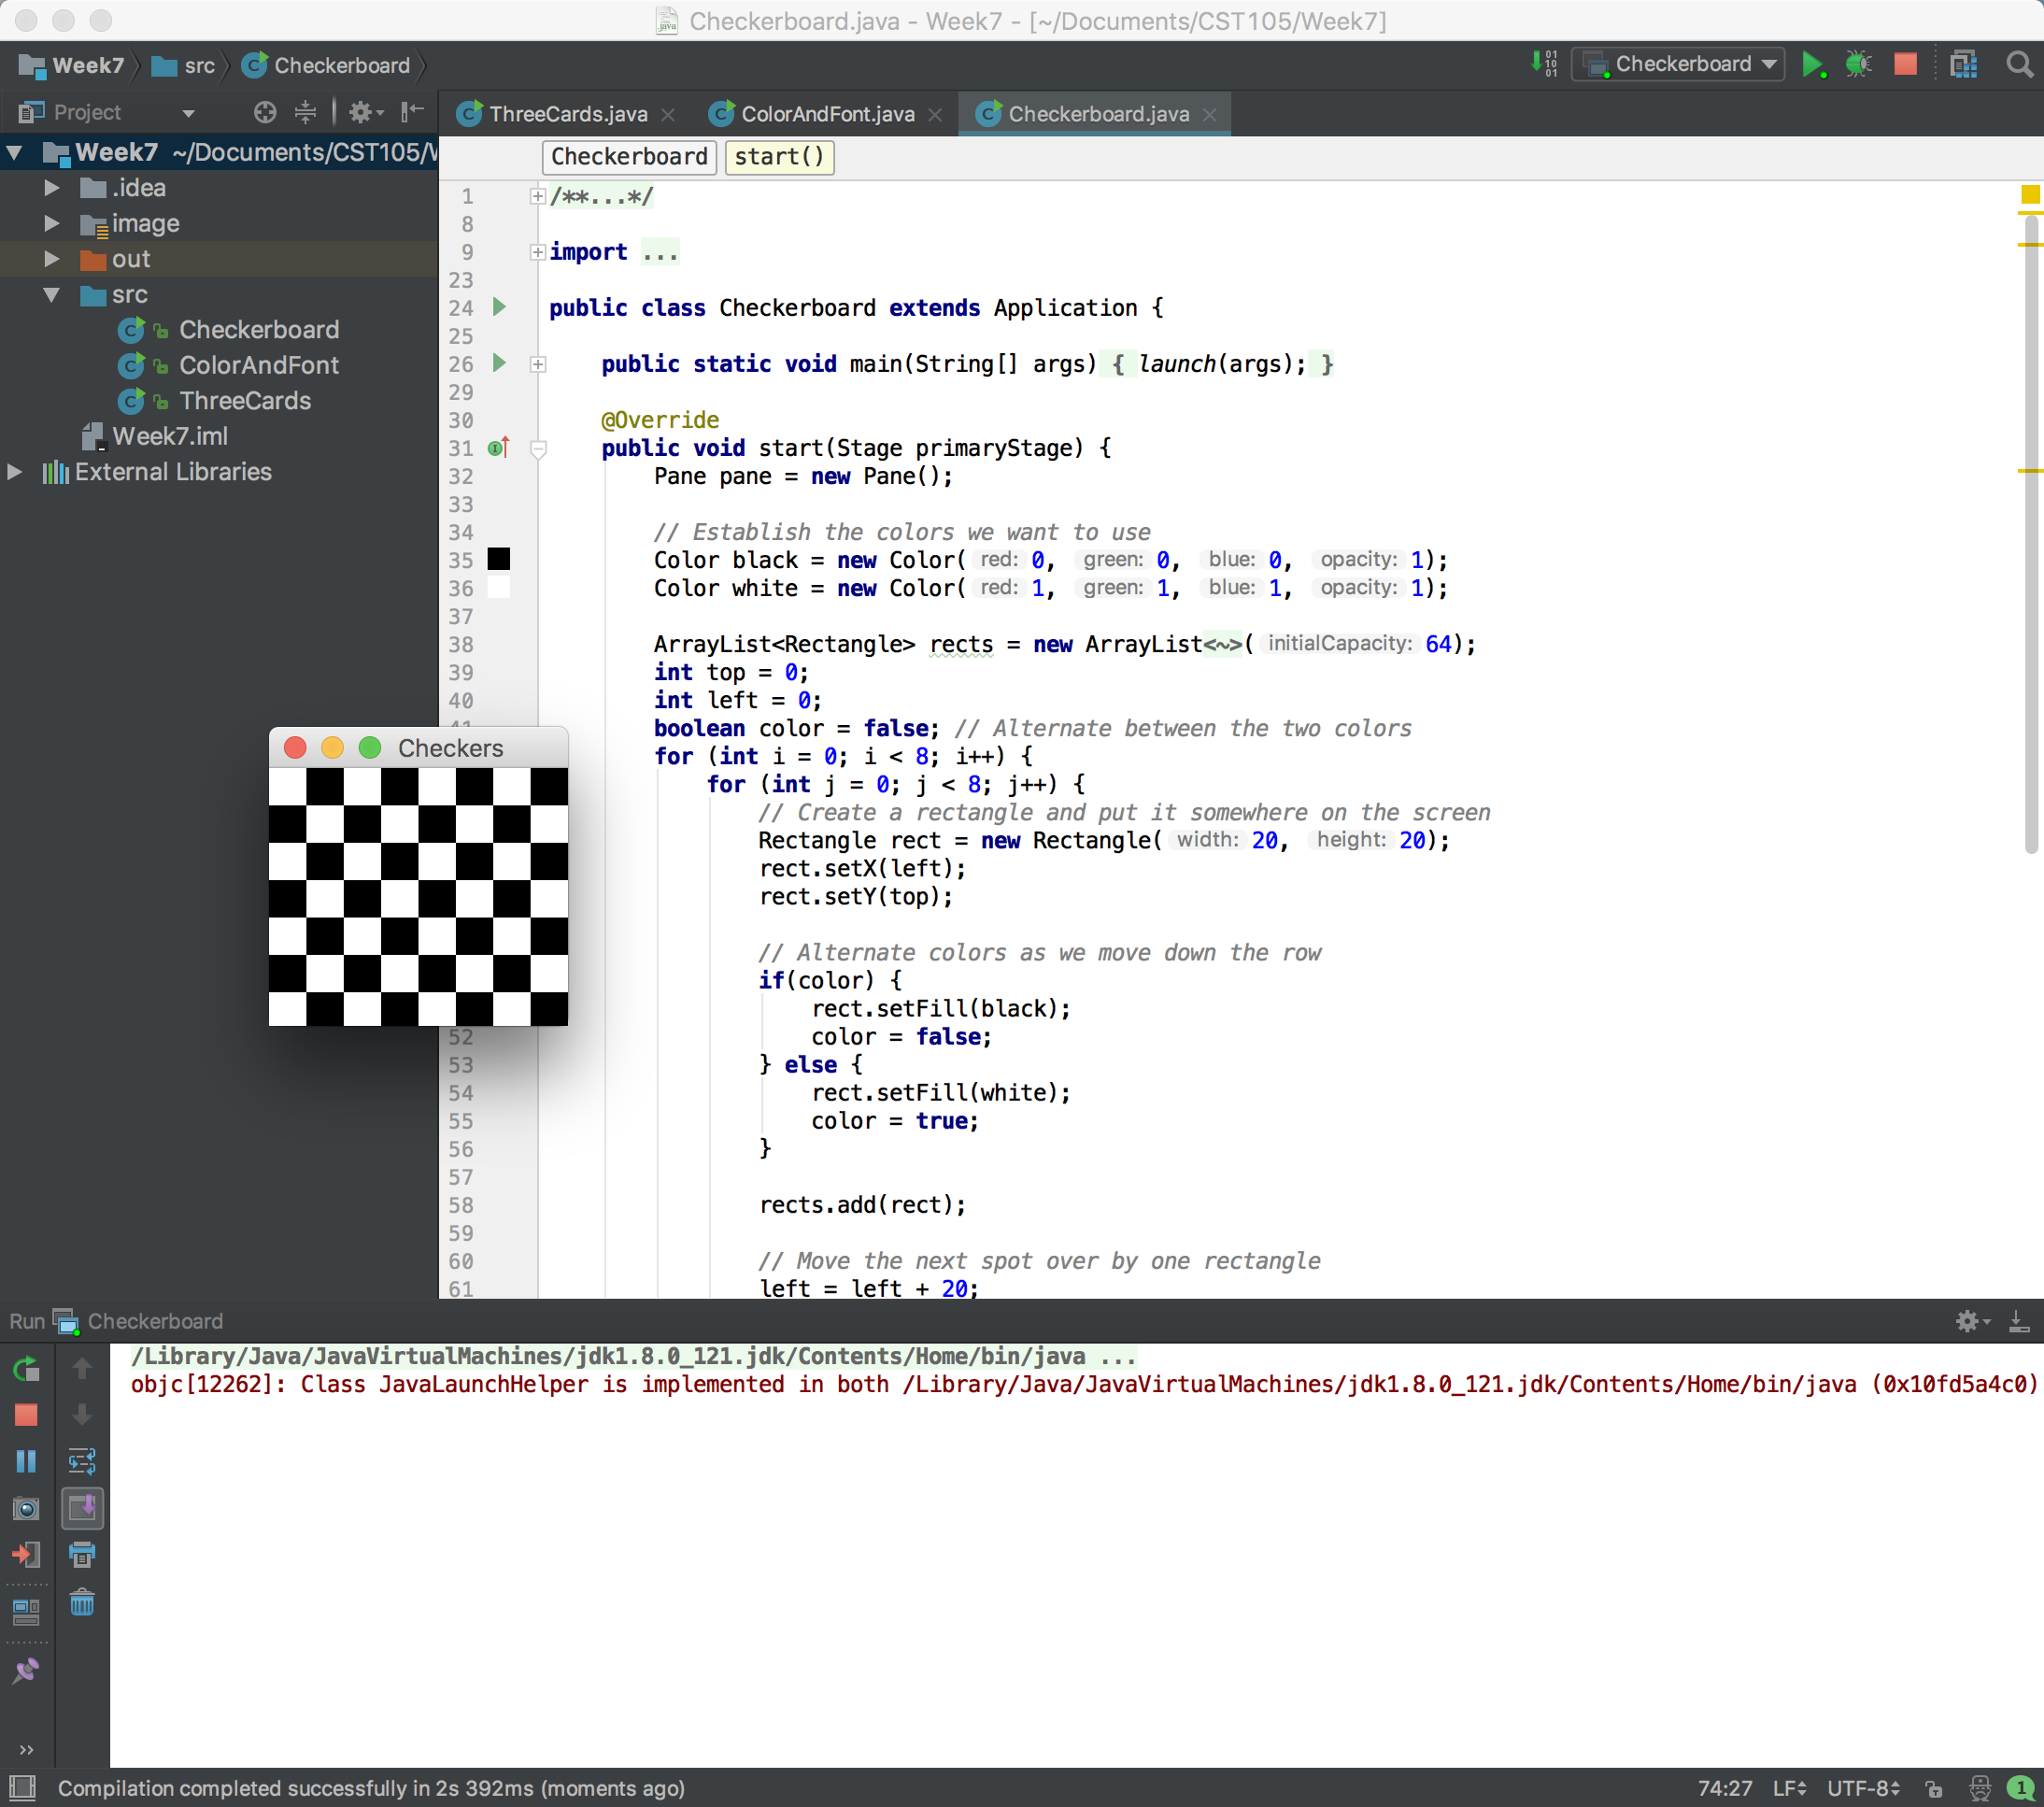 Checkerboard.java - Week7 - [~/Documents/CST105/Week7]
Week7 src Checkerboard
Checkerboard
Project
ThreeCards.java ColorAndFont.java Checkerboard.java
Week7 ~/Documents/CST105/
.idea
image
out
src
Checkerboard
ColorAndFont
ThreeCards
Week7.iml
External Libraries
Checkerboard start()
1 /**...*/
8
9 import ...
23
24 public class Checkerboard extends Application {
25
26 public static void main(String[] args) { launch(args); }
29
30 @Override
31 public void start(Stage primaryStage) {
32 Pane pane = new Pane();
33
34 // Establish the colors we want to use
35 Color black = new Color( red: 0, green: 0, blue: 0, opacity: 1);
36 Color white = new Color( red: 1, green: 1, blue: 1, opacity: 1);
37
38 ArrayList<Rectangle> rects = new ArrayList<~>( initialCapacity: 64);
39 int top = 0;
40 int left = 0;
boolean color = false; // Alternate between the two colors
for (int i = 0; i < 8; i++) {
for (int j = 0; j < 8; j++) {
// Create a rectangle and put it somewhere on the screen
Rectangle rect = new Rectangle( width: 20, height: 20);
rect.setX(left);
rect.setY(top);
// Alternate colors as we move down the row
if(color) {
rect.setFill(black);
52 color = false;
53 } else {
54 rect.setFill(white);
55 color = true;
56 }
57
58 rects.add(rect);
59
60 // Move the next spot over by one rectangle
61 left = left + 20;
Checkers
Run Checkerboard
/Library/Java/JavaVirtualMachines/jdk1.8.0_121.jdk/Contents/Home/bin/java ...
objc[12262]: Class JavaLaunchHelper is implemented in both /Library/Java/JavaVirtualMachines/jdk1.8.0_121.jdk/Contents/Home/bin/java (0x10fd5a4c0)
Compilation completed successfully in 2s 392ms (moments ago)
74:27 LF UTF-8 1